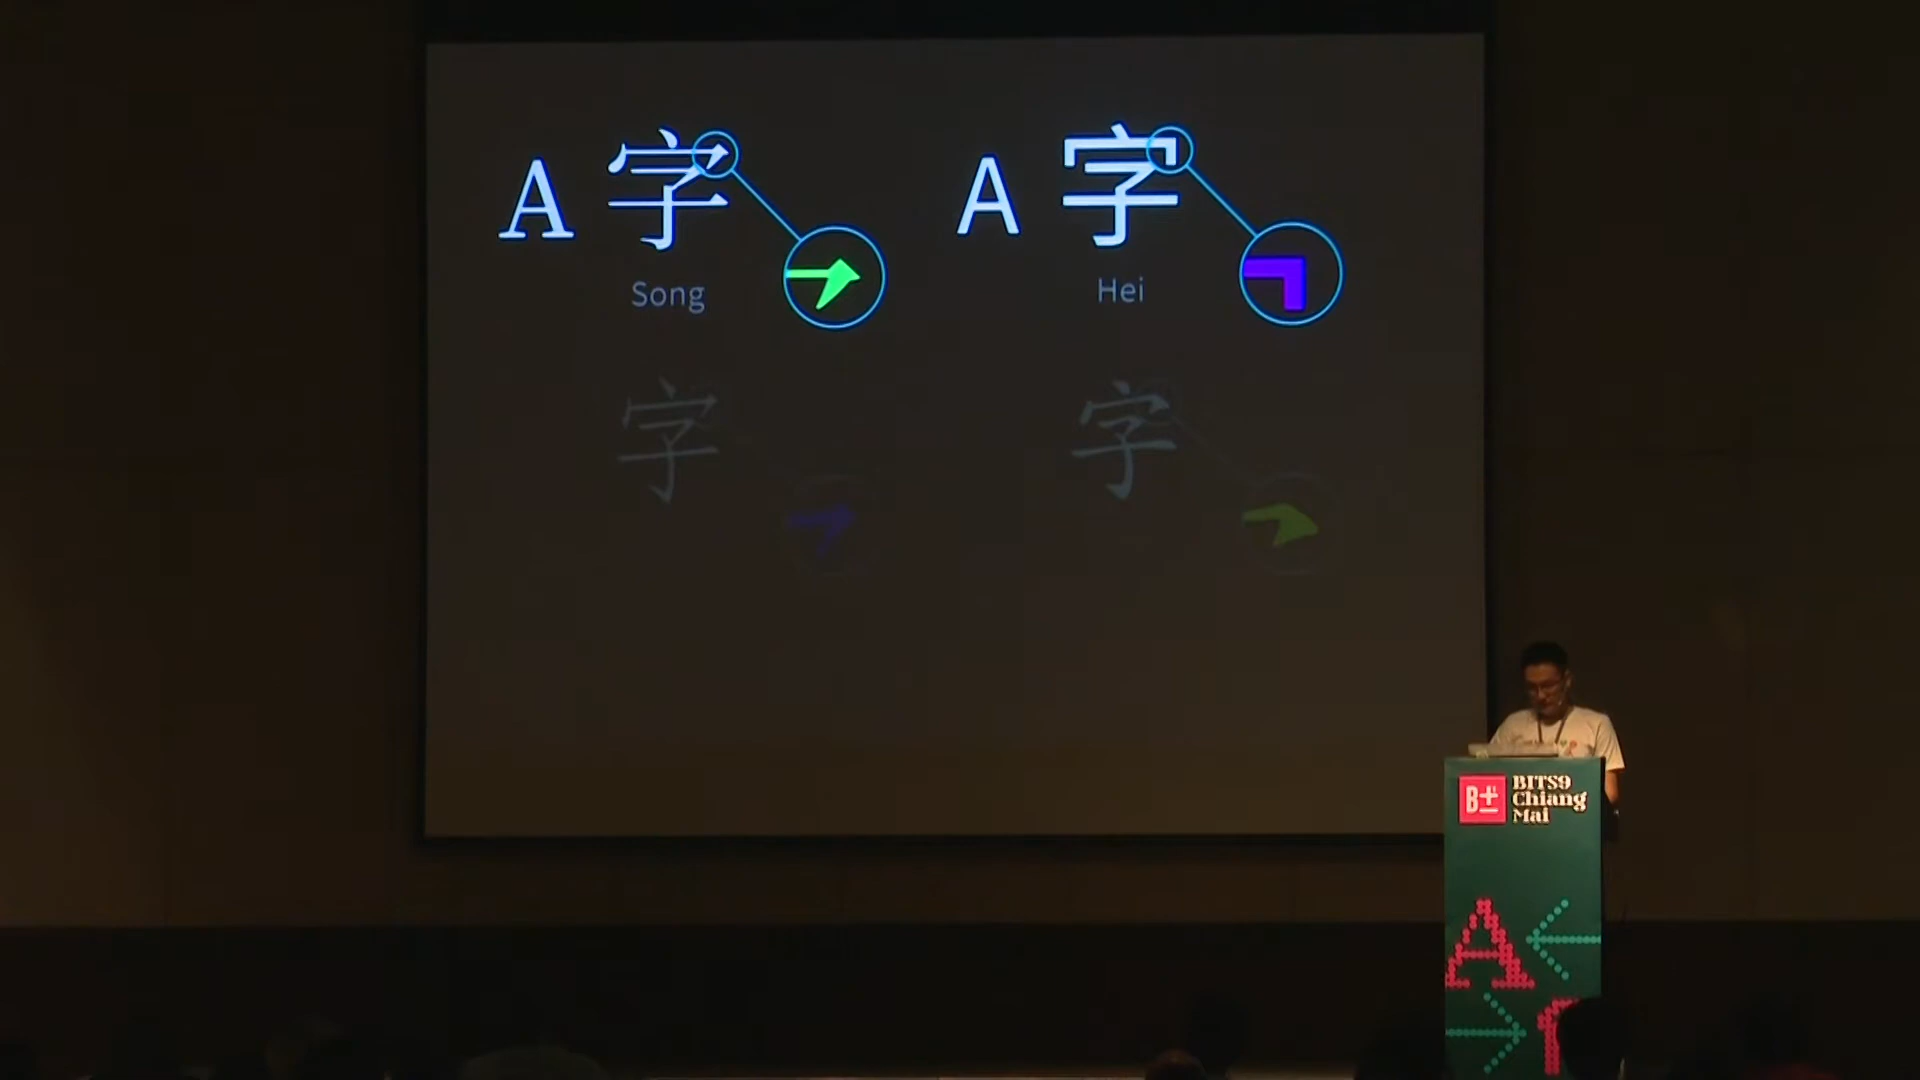 A 字
Song
A 字
Hei
字
字
B+
BITS9
Chiang
Mai
A